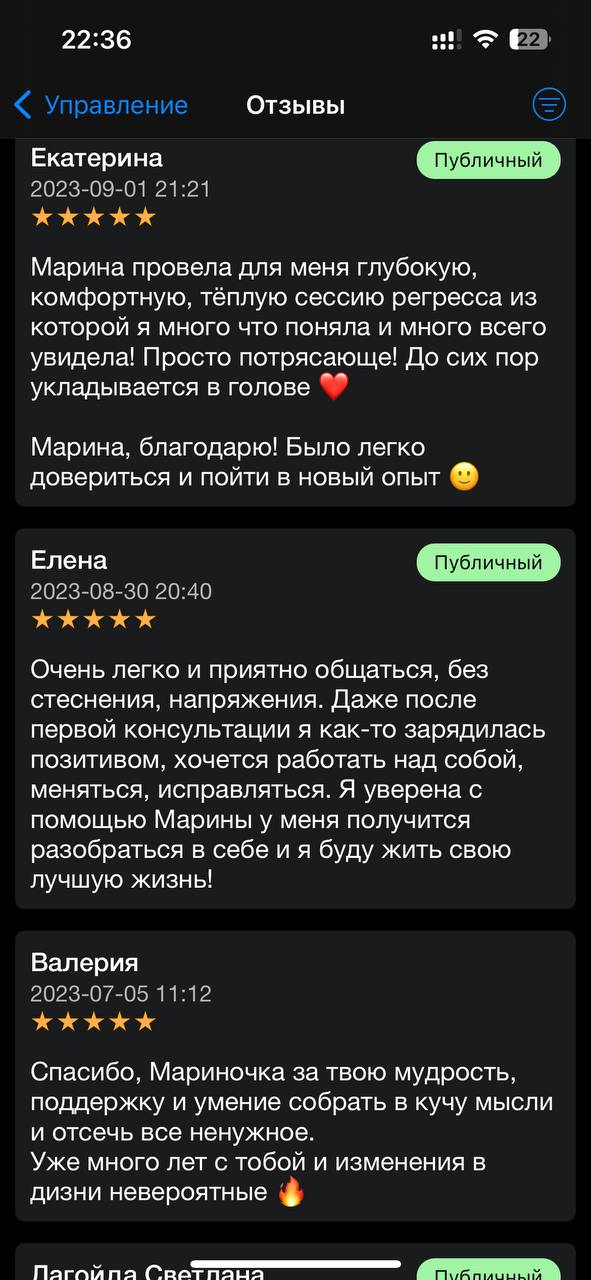 22:36
22
Управление
Отзывы
Екатерина
Публичный
2023-09-01 21:21
★★★★★
Марина провела для меня глубокую,
комфортную, тёплую сессию регресса из
которой я много что поняла и много всего
увидела! Просто потрясающе! До сих пор
укладывается в голове ❤️
Марина, благодарю! Было легко
довериться и пойти в новый опыт 🙂
Елена
Публичный
2023-08-30 20:40
★★★★★
Очень легко и приятно общаться, без
стеснения, напряжения. Даже после
первой консультации я как-то зарядилась
позитивом, хочется работать над собой,
меняться, исправляться. Я уверена с
помощью Марины у меня получится
разобраться в себе и я буду жить свою
лучшую жизнь!
Валерия
2023-07-05 11:12
★★★★★
Спасибо, Мариночка за твою мудрость,
поддержку и умение собрать в кучу мысли
и отсечь все ненужное.
Уже много лет с тобой и изменения в
дизни невероятные 🔥
Лагойда Светлана
Публичный